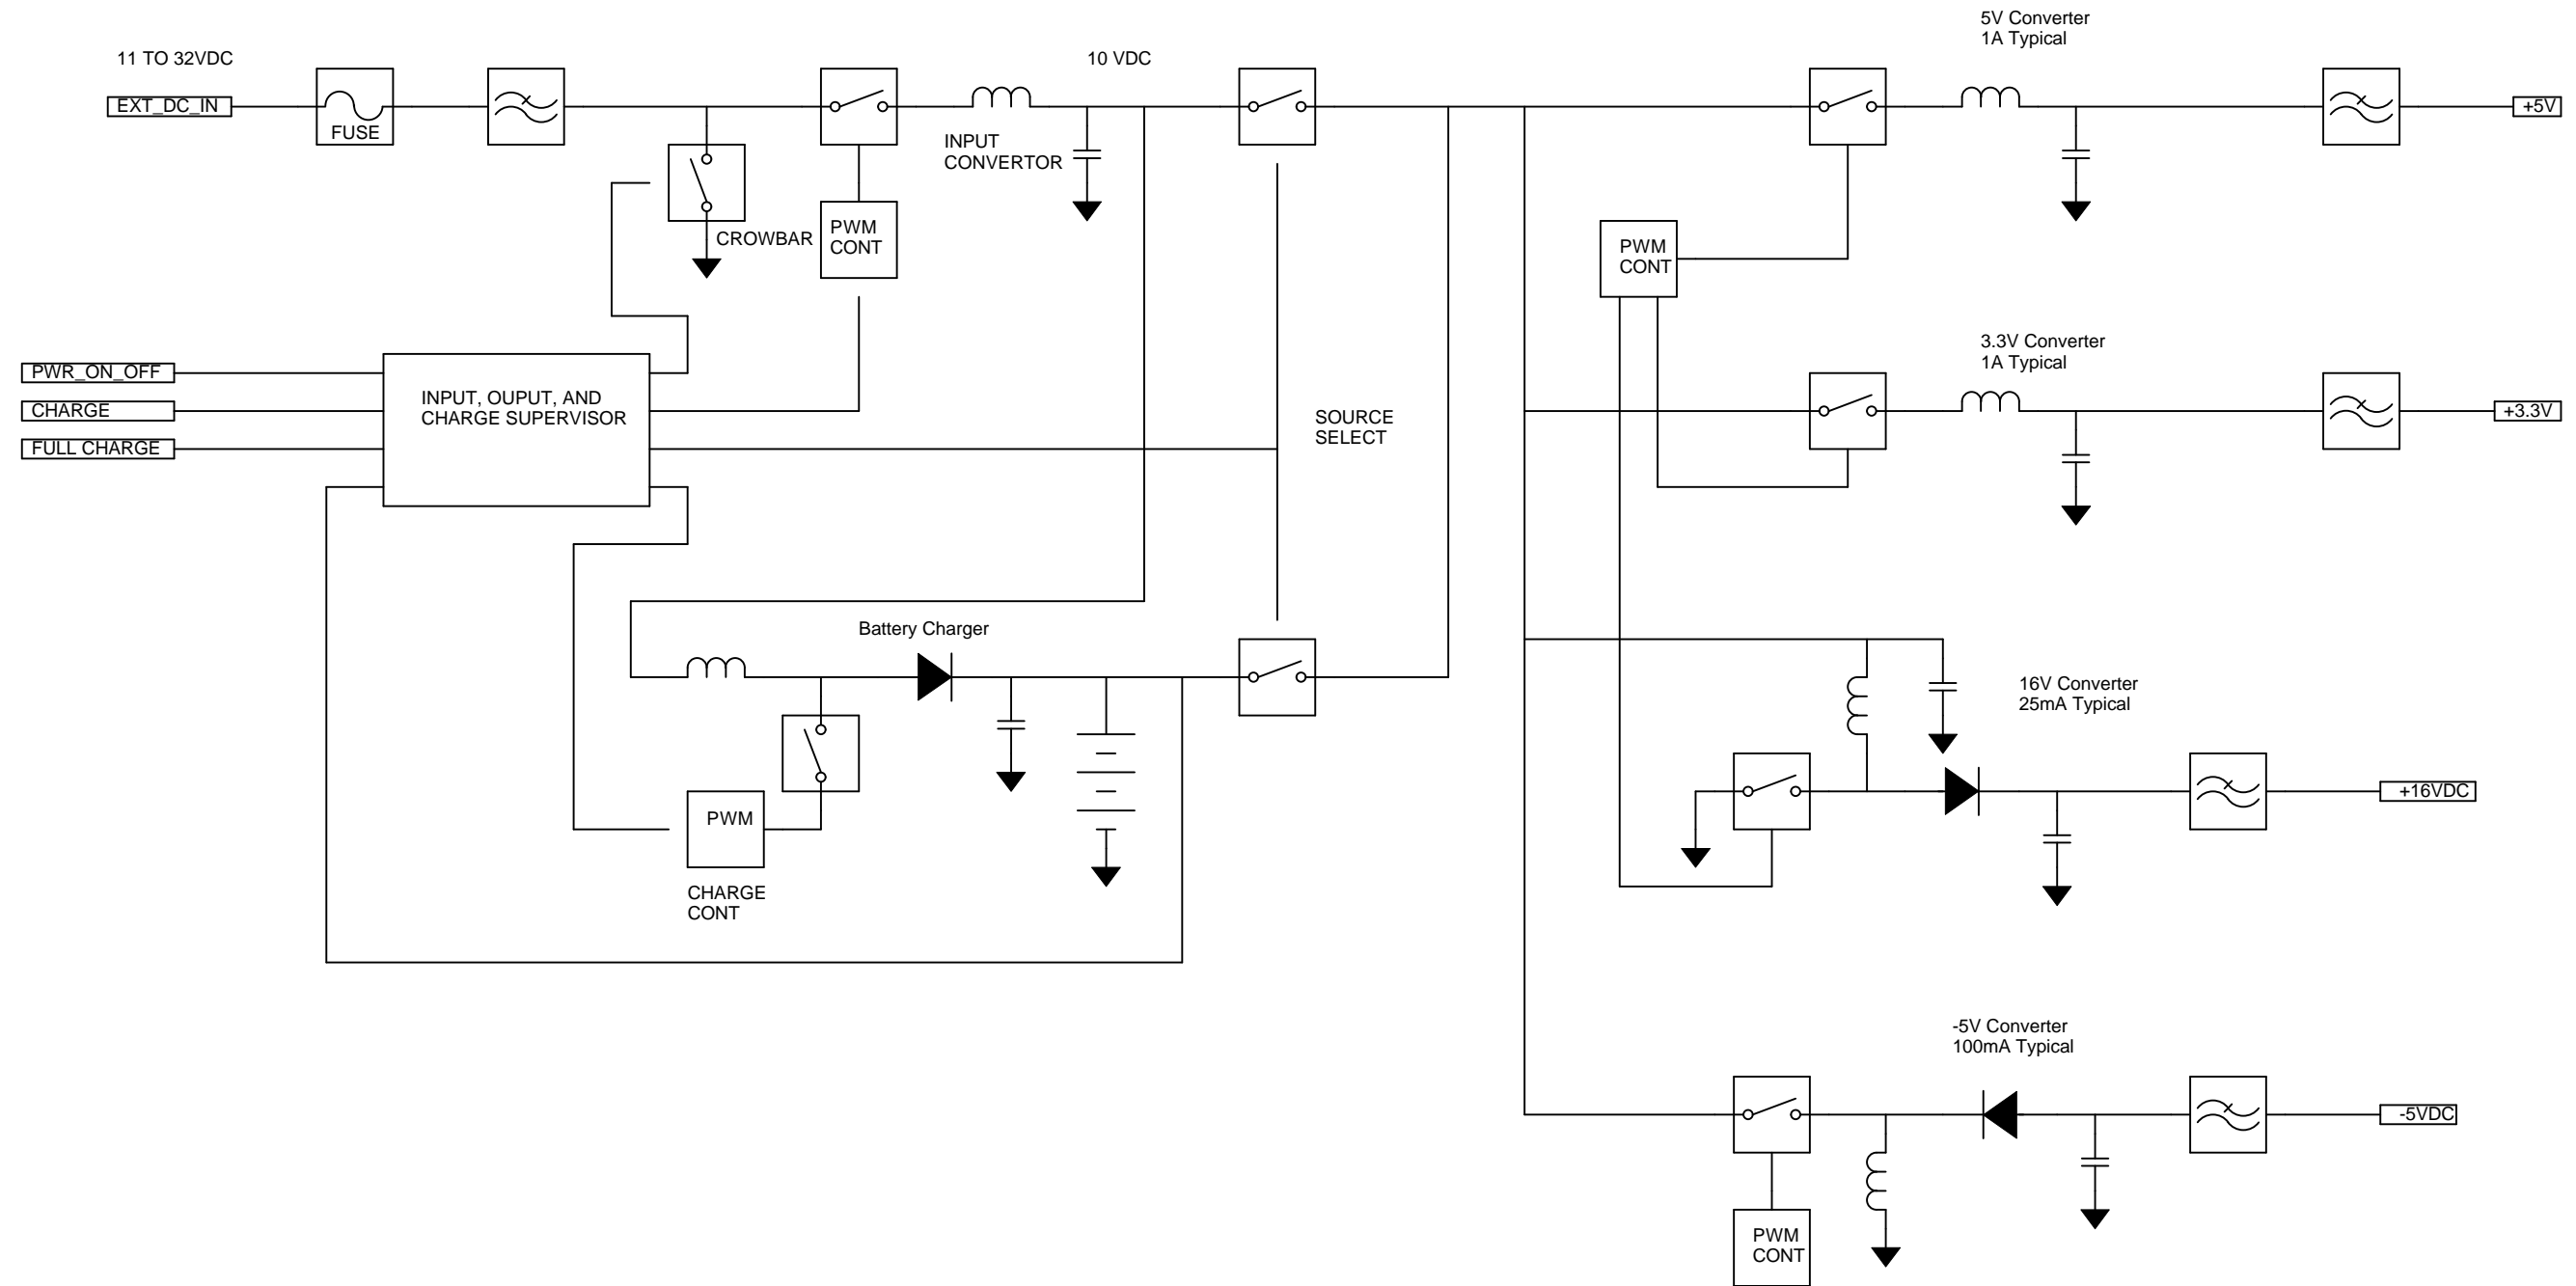 5V Converter
1A Typical
11 TO 32VDC
10 VDC
EXT_DC_IN
FUSE
+5V
INPUT
CONVERTOR
CROWBAR
PWM
CONT
PWM
CONT
3.3V Converter
1A Typical
PWR_ON_OFF
CHARGE
FULL CHARGE
INPUT, OUPUT, AND
CHARGE SUPERVISOR
SOURCE
SELECT
+3.3V
Battery Charger
16V Converter
25mA Typical
+16VDC
PWM
CHARGE
CONT
-5V Converter
100mA Typical
-5VDC
PWM
CONT